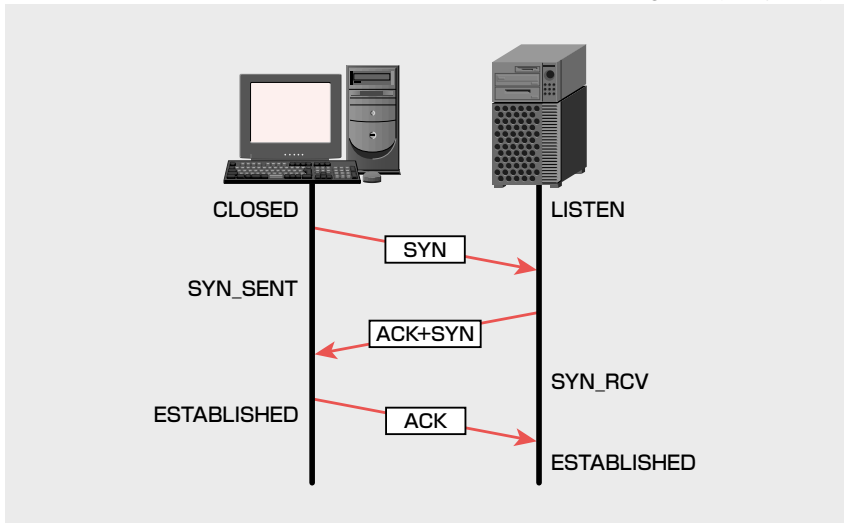 CLOSED
LISTEN
SYN
SYN_SENT
ACK+SYN
SYN_RCV
ESTABLISHED
ACK
ESTABLISHED